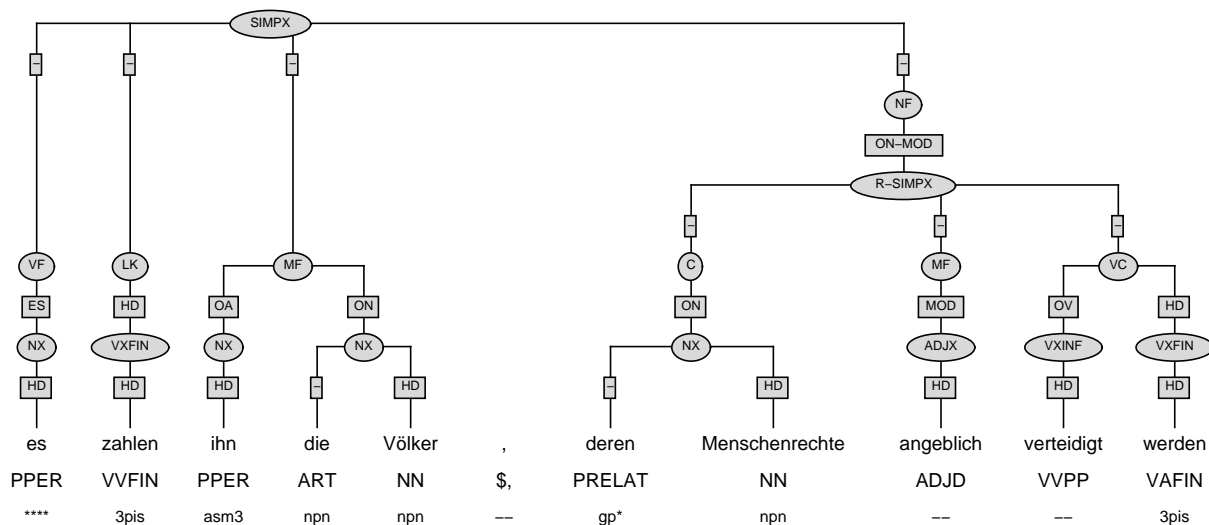 SIMPX
– – – –
NF
ON–MOD
R–SIMPX
– – –
VF LK MF C MF VC
ES HD OA ON ON MOD OV HD
NX VXFIN NX NX NX ADJX VXINF VXFIN
HD HD HD – HD – HD HD HD HD
es zahlen ihn die Völker , deren Menschenrechte angeblich verteidigt werden
PPER VVFIN PPER ART NN $, PRELAT NN ADJD VVPP VAFIN
**** 3pis asm3 npn npn –– gp* npn –– –– 3pis